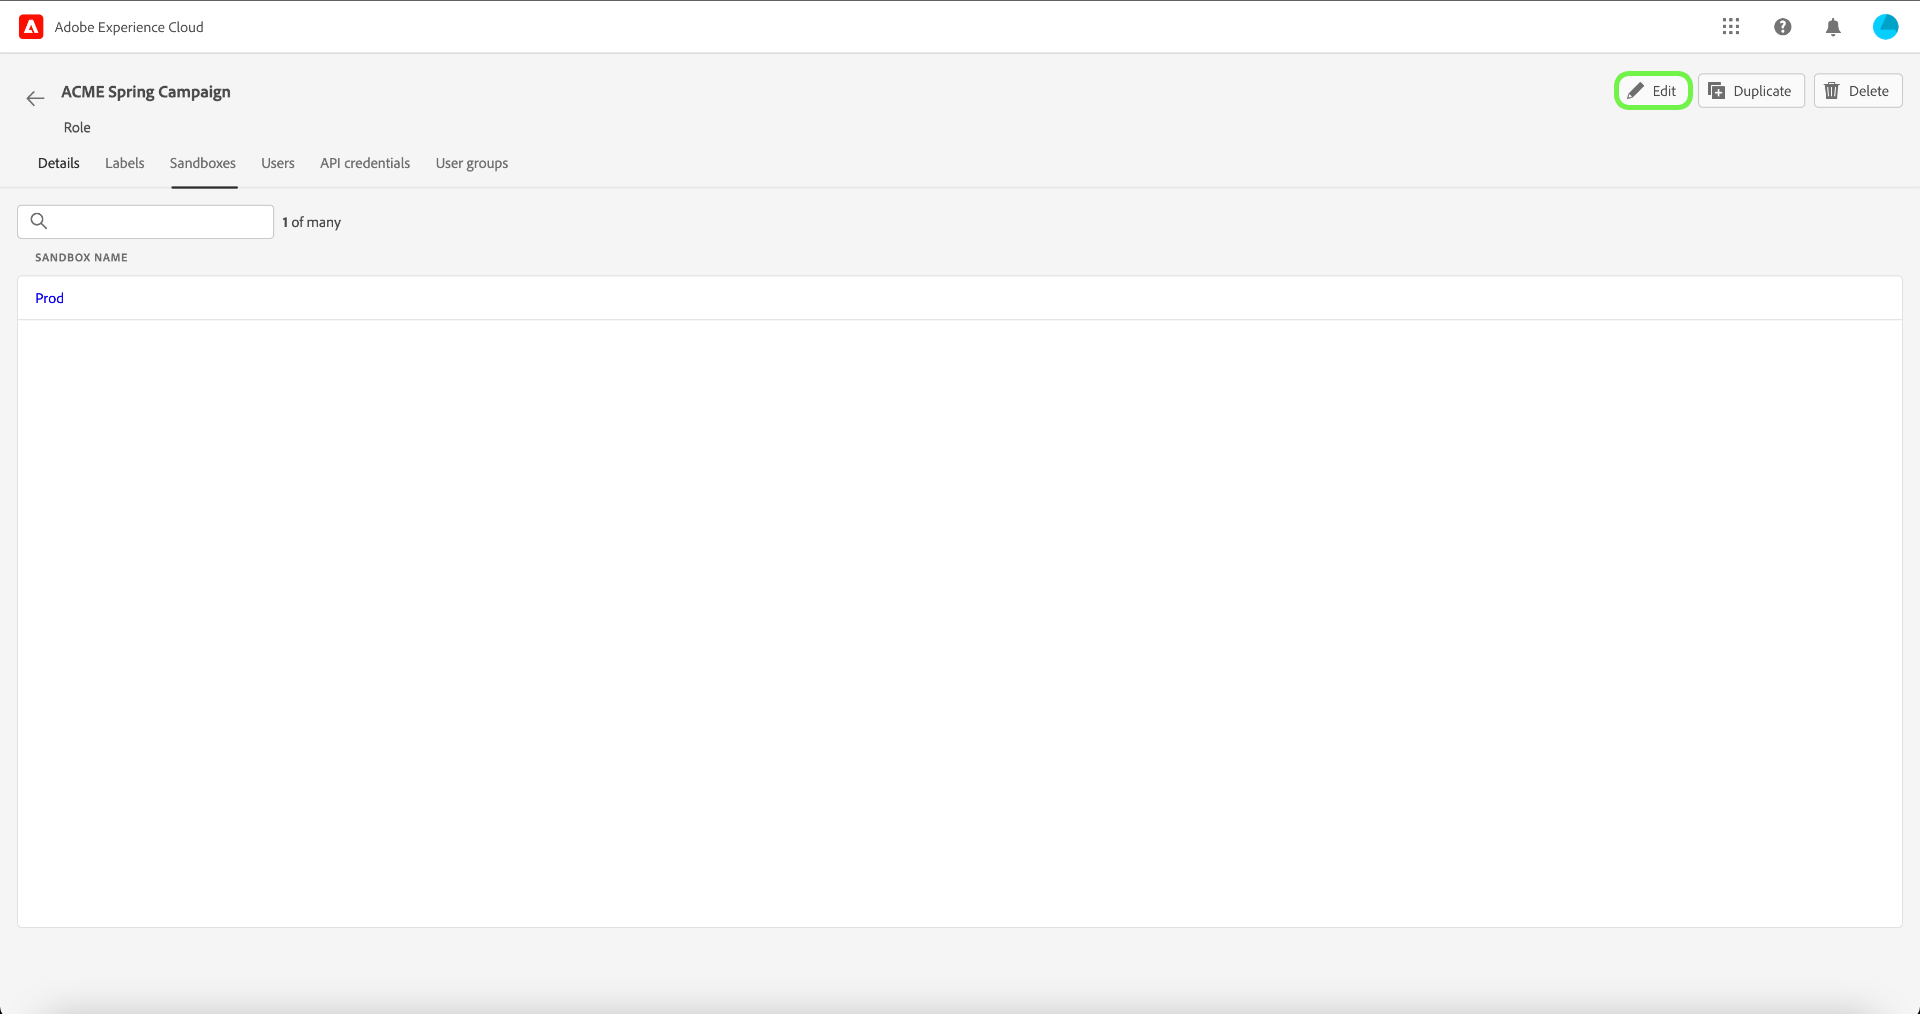 Adobe Experience Cloud
ACME Spring Campaign
Edit
Duplicate
Delete
Role
Details Labels Sandboxes Users API credentials User groups
1 of many
SANDBOX NAME
Prod